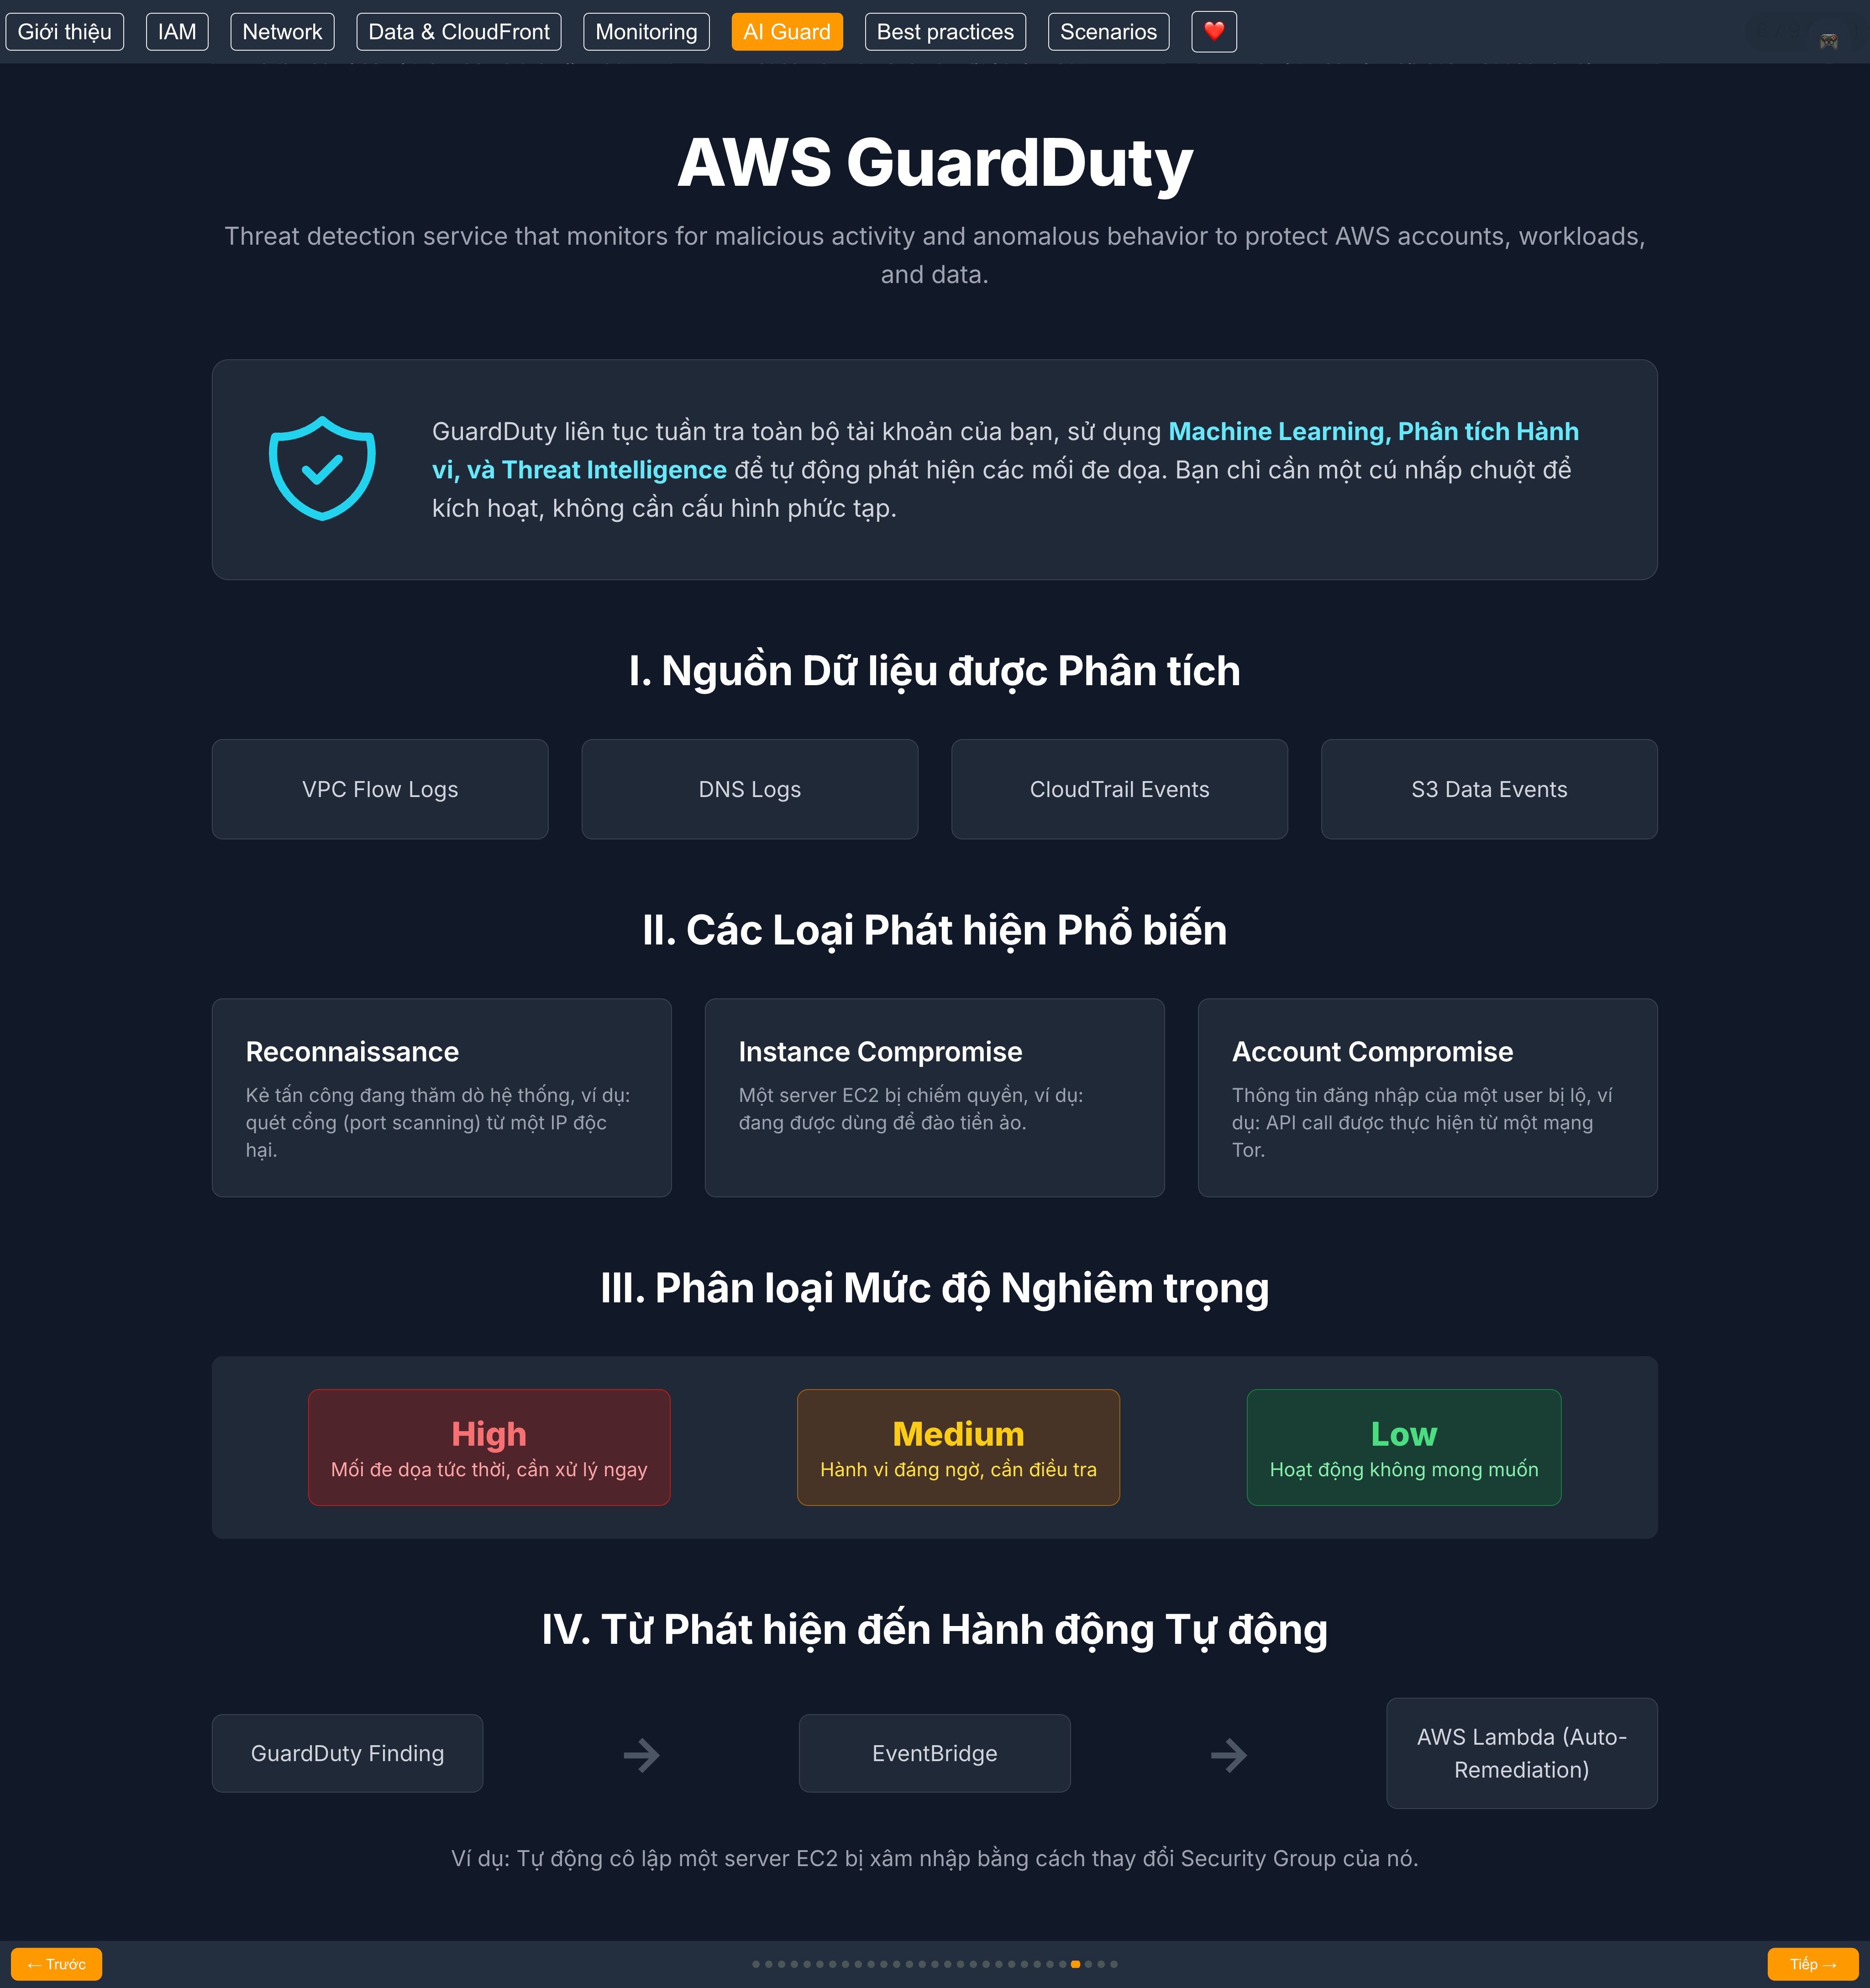 Giới thiệu
IAM
Network
Data & CloudFront
Monitoring
AI Guard
Best practices
Scenarios
AWS GuardDuty
Threat detection service that monitors for malicious activity and anomalous behavior to protect AWS accounts, workloads,
and data.
GuardDuty liên tục tuần tra toàn bộ tài khoản của bạn, sử dụng Machine Learning, Phân tích Hành
vi, và Threat Intelligence để tự động phát hiện các mối đe dọa. Bạn chỉ cần một cú nhấp chuột để
kích hoạt, không cần cấu hình phức tạp.
I. Nguồn Dữ liệu được Phân tích
VPC Flow Logs
DNS Logs
CloudTrail Events
S3 Data Events
II. Các Loại Phát hiện Phổ biến
Reconnaissance
Kẻ tấn công đang thăm dò hệ thống, ví dụ:
quét cổng (port scanning) từ một IP độc
hại.
Instance Compromise
Một server EC2 bị chiếm quyền, ví dụ:
đang được dùng để đào tiền ảo.
Account Compromise
Thông tin đăng nhập của một user bị lộ, ví
dụ: API call được thực hiện từ một mạng
Tor.
III. Phân loại Mức độ Nghiêm trọng
High
Mối đe dọa tức thời, cần xử lý ngay
Medium
Hành vi đáng ngờ, cần điều tra
Low
Hoạt động không mong muốn
IV. Từ Phát hiện đến Hành động Tự động
GuardDuty Finding
→
EventBridge
→
AWS Lambda (Auto-
Remediation)
Ví dụ: Tự động cô lập một server EC2 bị xâm nhập bằng cách thay đổi Security Group của nó.
← Trước
Tiếp →